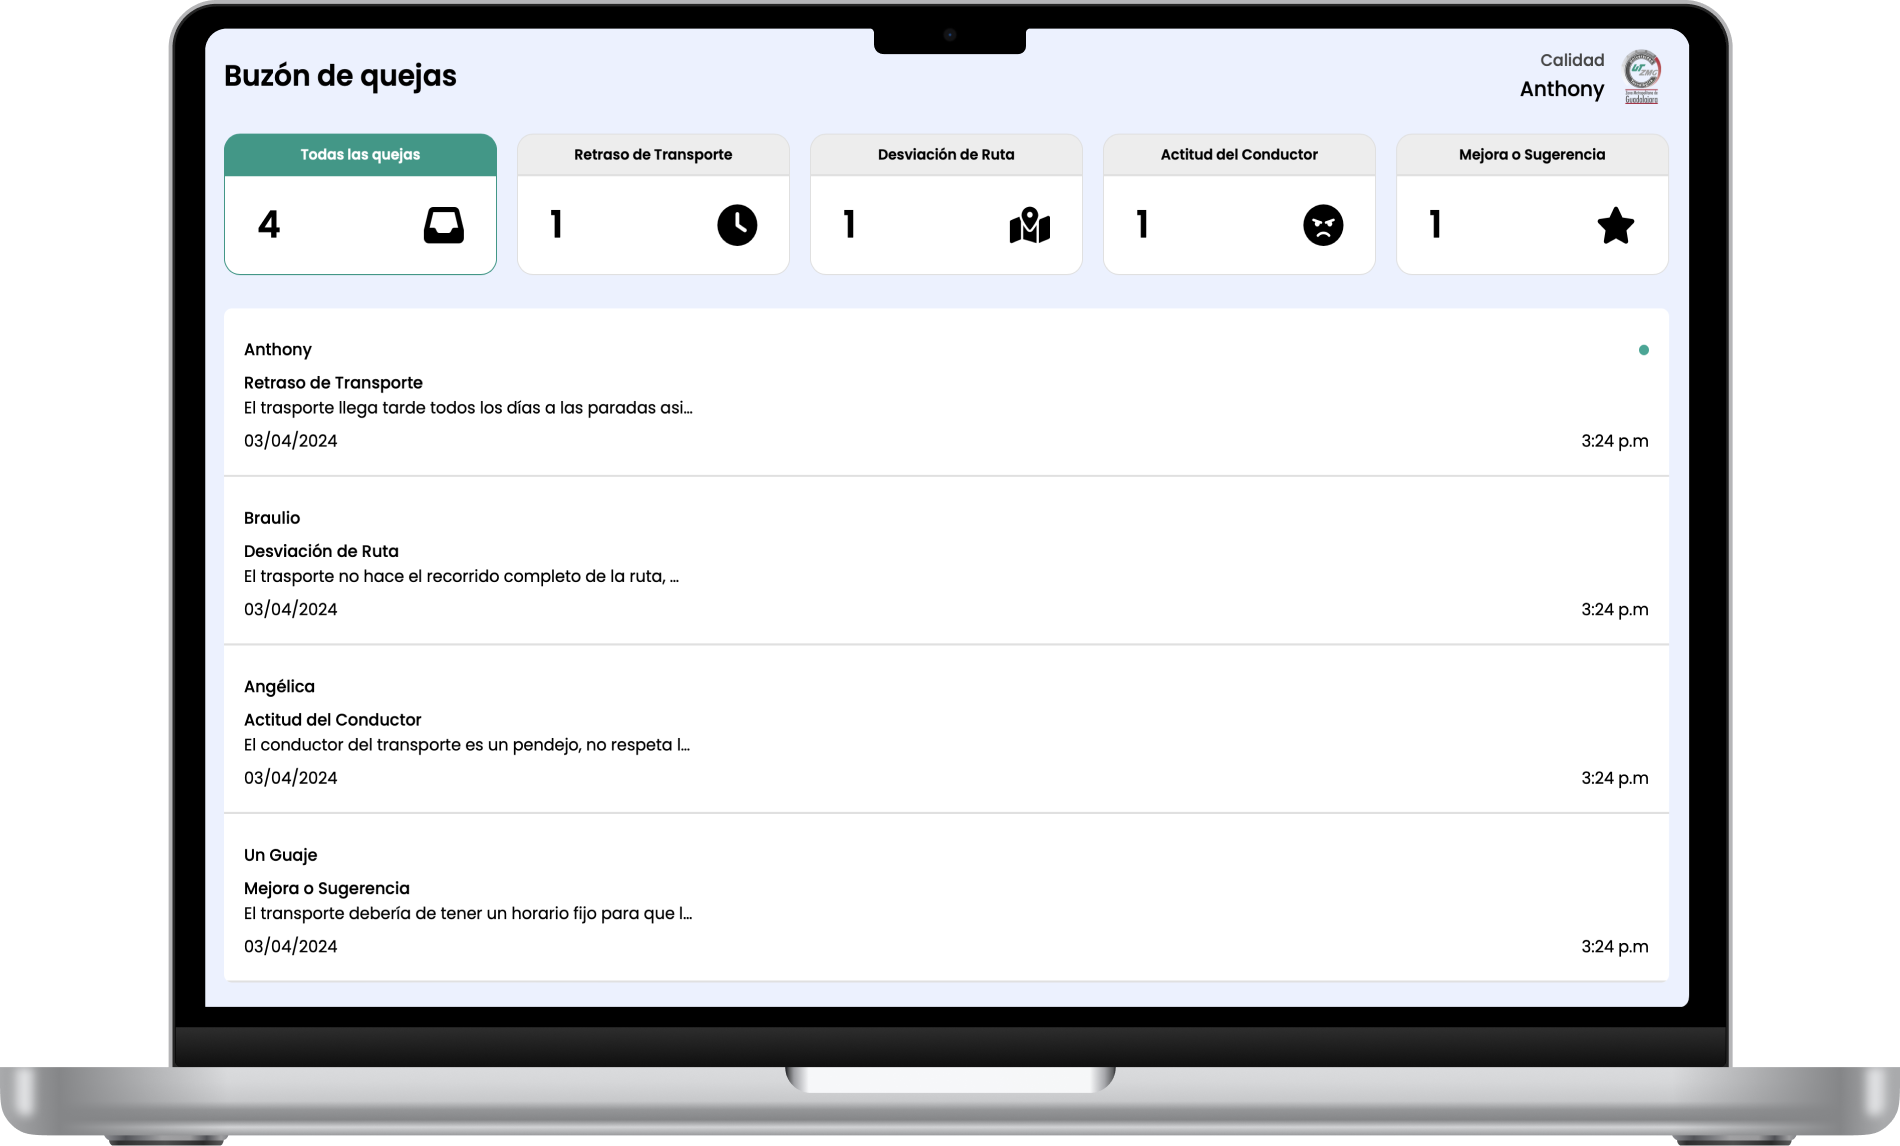 Buzón de quejas
Calidad
Anthony
UTZMG
Guadalajara
Todas las quejas
4
Retraso de Transporte
1
Desviación de Ruta
1
Actitud del Conductor
1
Mejora o Sugerencia
1
Anthony
Retraso de Transporte
El trasporte llega tarde todos los días a las paradas asi...
03/04/2024
3:24 p.m
Braulio
Desviación de Ruta
El trasporte no hace el recorrido completo de la ruta, ...
03/04/2024
3:24 p.m
Angélica
Actitud del Conductor
El conductor del transporte es un pendejo, no respeta l...
03/04/2024
3:24 p.m
Un Guaje
Mejora o Sugerencia
El transporte debería de tener un horario fijo para que l...
03/04/2024
3:24 p.m